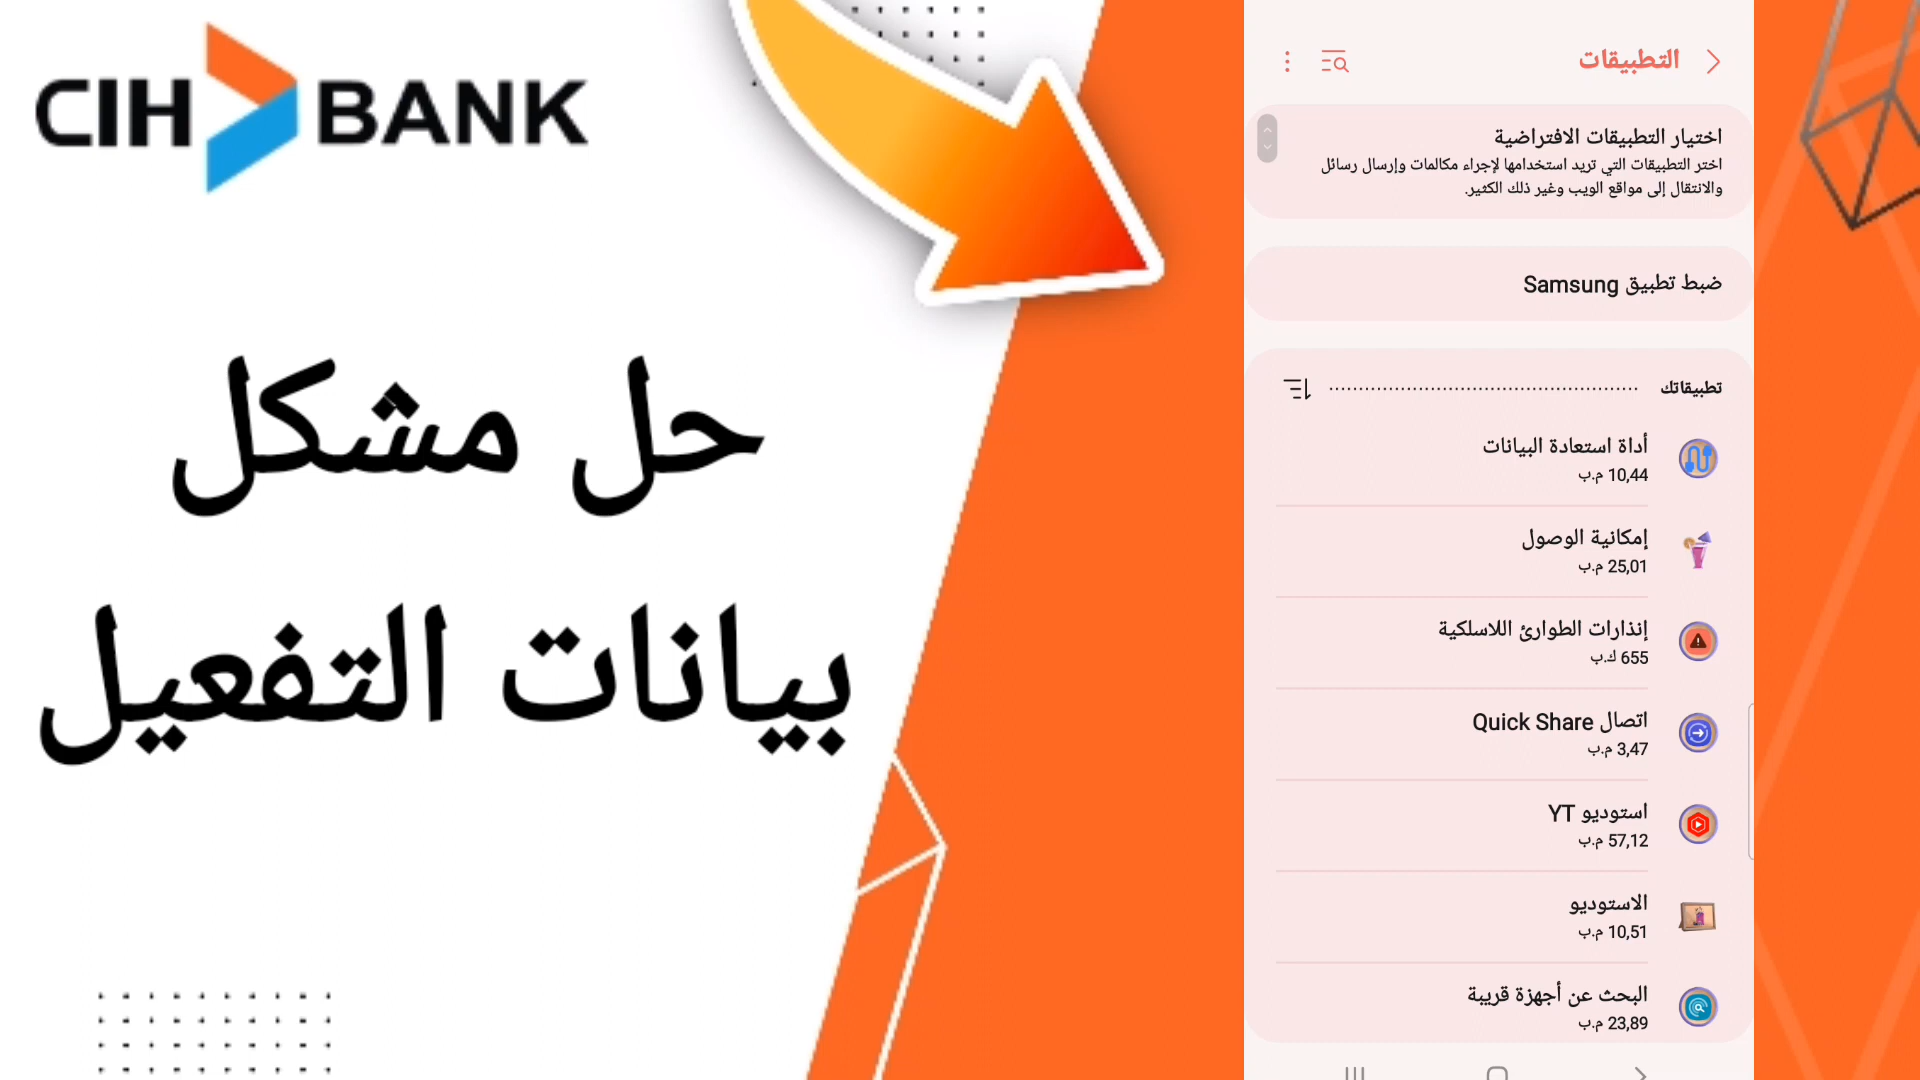 CIH BANK
حل مشكل
بيانات التفعيل
التطبيقات
اختيار التطبيقات الافتراضية
اختر التطبيقات التي تريد استخدامها لإجراء مكالمات وإرسال رسائل
والانتقال إلى مواقع الويب وغير ذلك الكثير.
ضبط تطبيق Samsung
تطبيقاتك
أداة استعادة البيانات
10,44 م.ب
إمكانية الوصول
25,01 م.ب
إنذارات الطوارئ اللاسلكية
655 ك.ب
اتصال Quick Share
3,47 م.ب
استوديو YT
57,12 م.ب
الاستوديو
10,51 م.ب
البحث عن أجهزة قريبة
23,89 م.ب